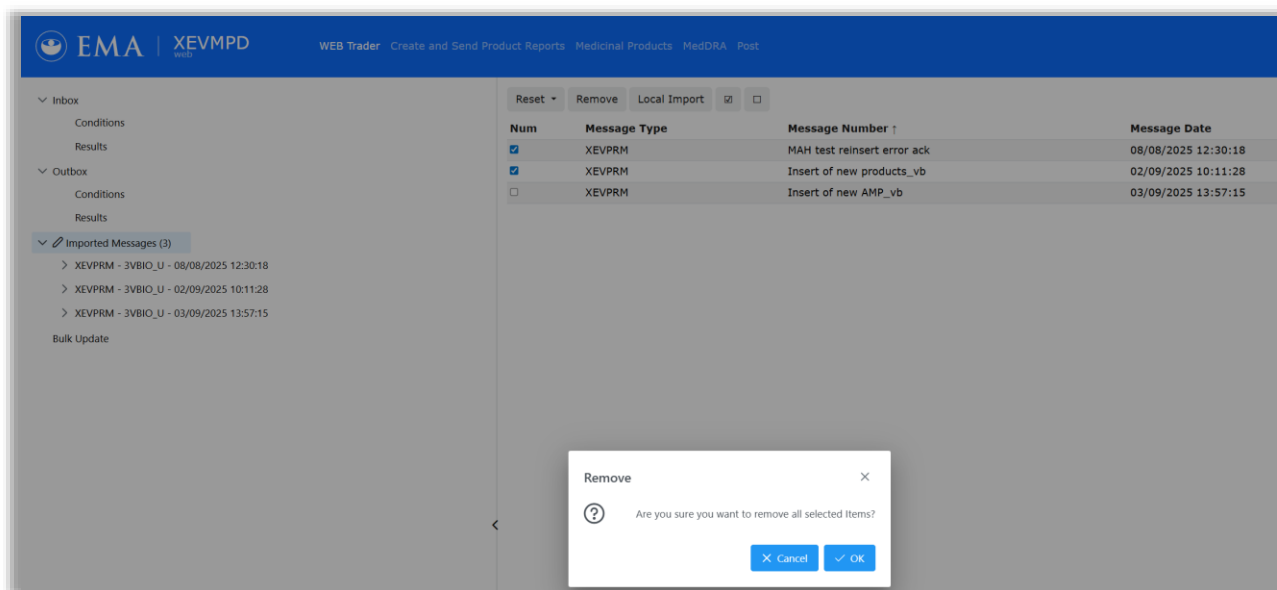 EMA | XEVMPD web WEB Trader Create and Send Product Reports Medicinal Products MedDRA Post
Inbox
Conditions
Results
Outbox
Conditions
Results
Imported Messages (3)
XEVPRM - 3VBIO_U - 08/08/2025 12:30:18
XEVPRM - 3VBIO_U - 02/09/2025 10:11:28
XEVPRM - 3VBIO_U - 03/09/2025 13:57:15
Bulk Update
Reset Remove Local Import
Num Message Type Message Number ↑ Message Date
XEVPRM MAH test reinsert error ack 08/08/2025 12:30:18
XEVPRM Insert of new products_vb 02/09/2025 10:11:28
XEVPRM Insert of new AMP_vb 03/09/2025 13:57:15
Remove
Are you sure you want to remove all selected Items?
Cancel OK